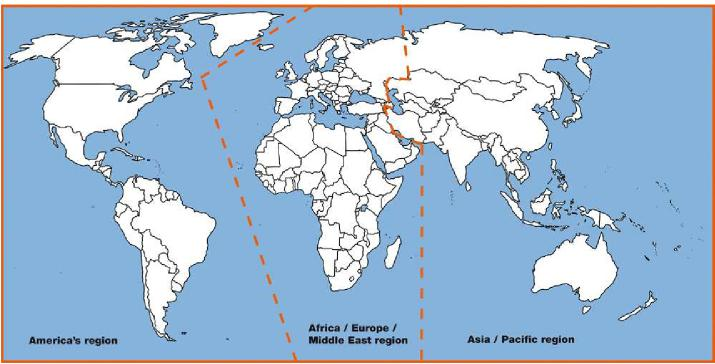 America's region
Africa / Europe /
Middle East region
Asia / Pacific region